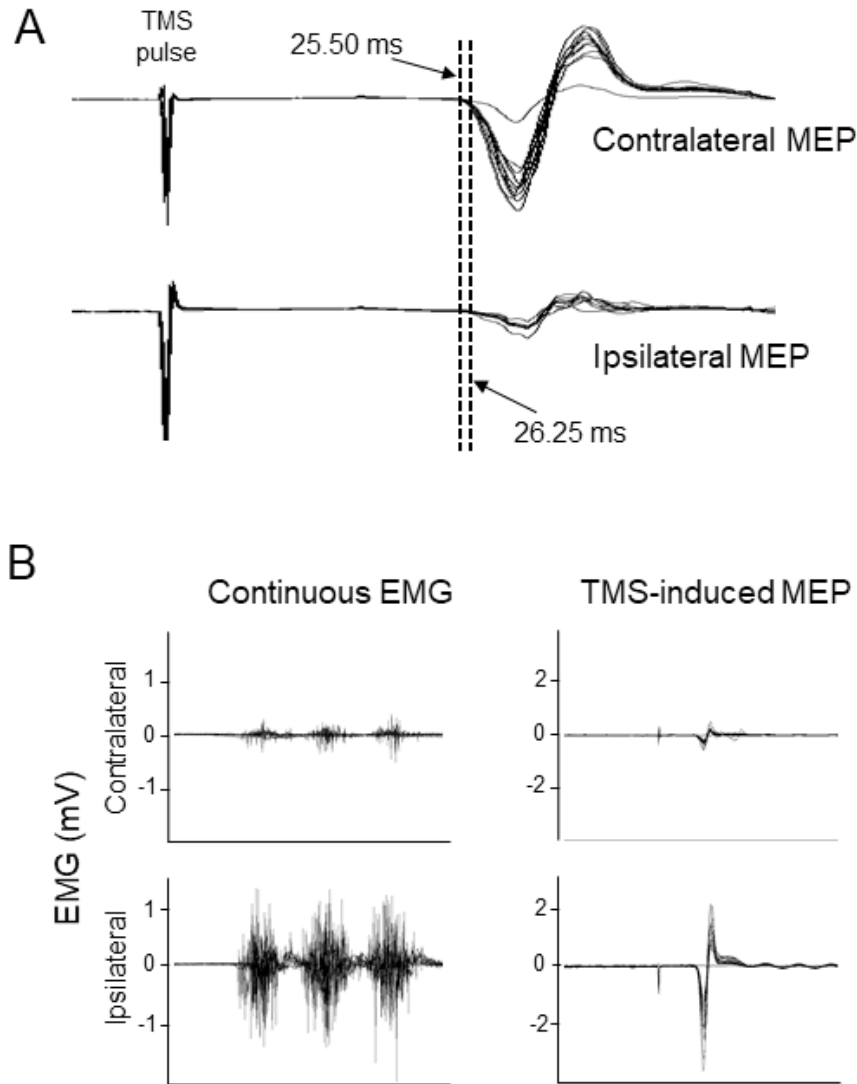 A
TMS
pulse
25.50 ms
Contralateral MEP
Ipsilateral MEP
26.25 ms
B
Continuous EMG
TMS-induced MEP
EMG (mV)
Contralateral
1
0
-1
2
0
-2
Ipsilateral
1
0
-1
2
0
-2